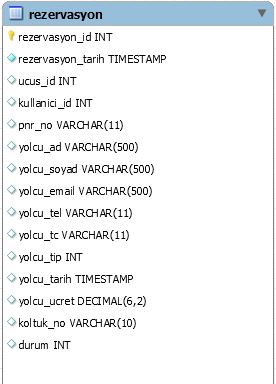 rezervasyon
rezervasyon_id INT
rezervasyon_tarih TIMESTAMP
ucus_id INT
kullanici_id INT
pnr_no VARCHAR(11)
yolcu_ad VARCHAR(500)
yolcu_soyad VARCHAR(500)
yolcu_email VARCHAR(500)
yolcu_tel VARCHAR(11)
yolcu_tc VARCHAR(11)
yolcu_tip INT
yolcu_tarih TIMESTAMP
yolcu_ucret DECIMAL(6,2)
koltuk_no VARCHAR(10)
durum INT